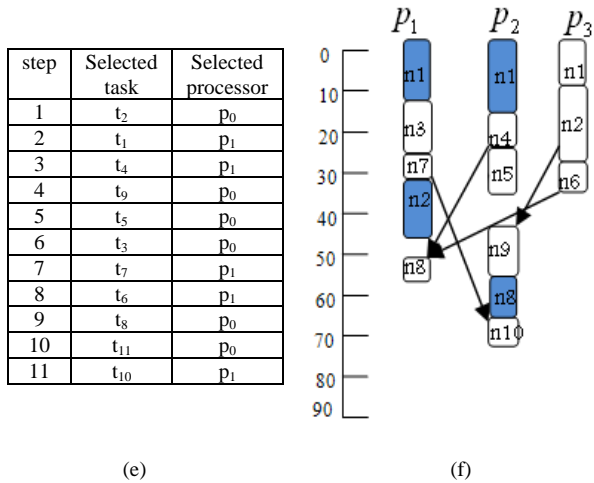 step Selected task Selected processor
1 t₂ p₀
2 t₁ p₁
3 t₄ p₁
4 t₉ p₀
5 t₅ p₀
6 t₃ p₀
7 t₇ p₁
8 t₆ p₁
9 t₈ p₀
10 t₁₁ p₀
11 t₁₀ p₁
(e)
p₁ p₂ p₃
0
10
20
30
40
50
60
70
80
90
n1
n3
n7
n2
n8
n1
n4
n5
n9
n8
n10
n1
n2
n6
(f)